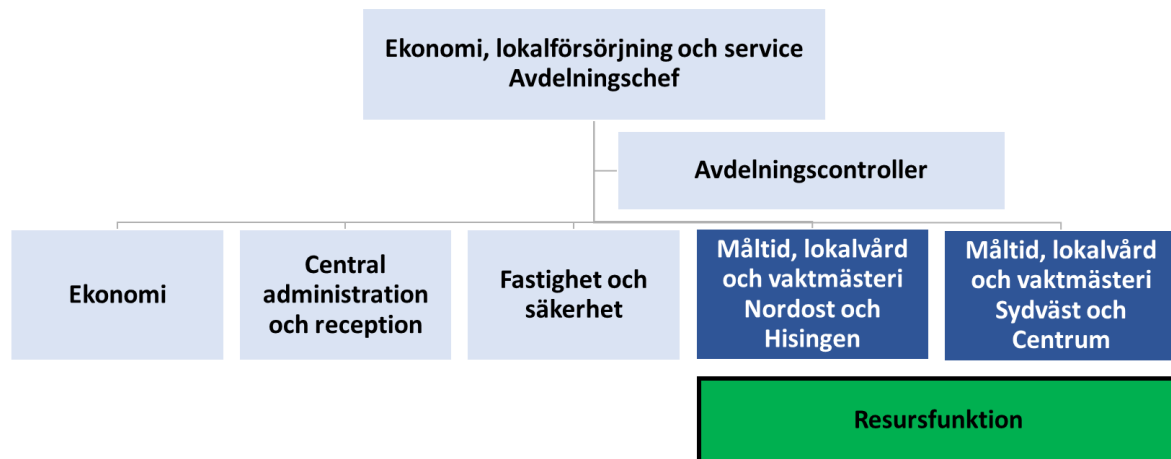 Ekonomi, lokalförsörjning och service
Avdelningschef
Avdelningscontroller
Ekonomi
Central
administration
och reception
Fastighet och
säkerhet
Måltid, lokalvård
och vaktmästeri
Nordost och
Hisingen
Måltid, lokalvård
och vaktmästeri
Sydväst och
Centrum
Resursfunktion